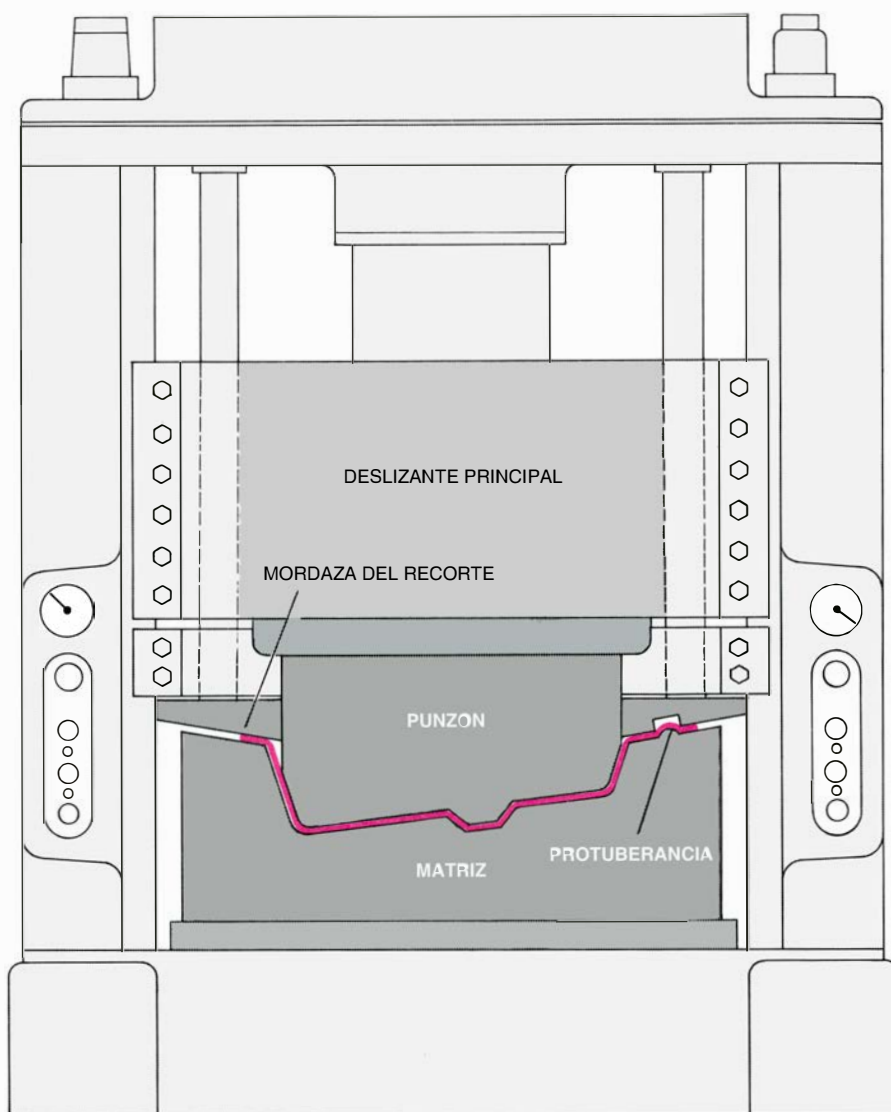 DESLIZANTE PRINCIPAL
MORDAZA DEL RECORTE
PUNZON
PROTUBERANCIA
MATRIZ